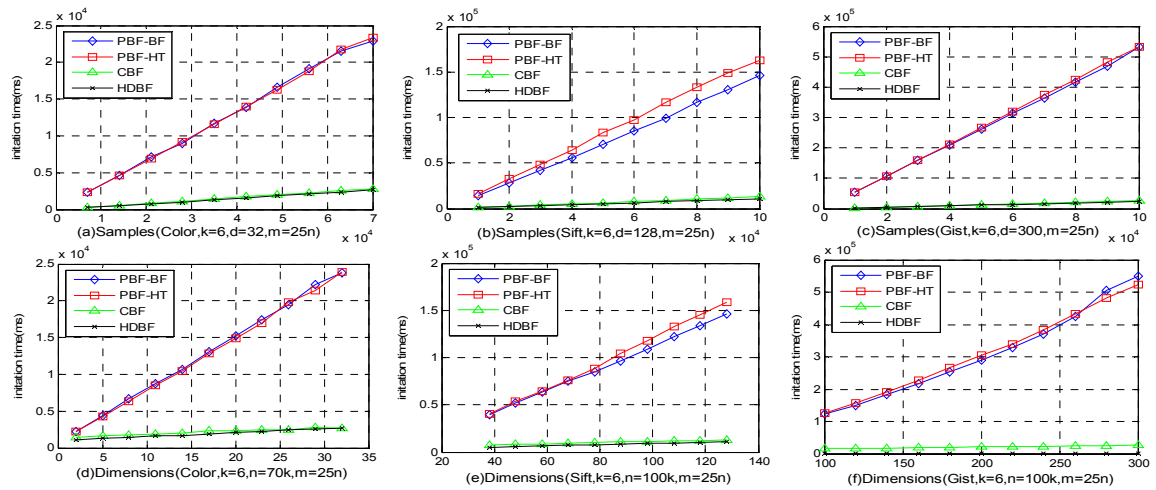 x 10^4
2.5
2
1.5
1
0.5
0
initation time(ms)
PBF-BF
PBF-HT
CBF
HDBF
0 1 2 3 4 5 6 7
x 10^4
(a)Samples(Color,k=6,d=32,m=25n)
x 10^5
2
1.5
1
0.5
0
initation time(ms)
PBF-BF
PBF-HT
CBF
HDBF
0 2 4 6 8 10
x 10^4
(b)Samples(Sift,k=6,d=128,m=25n)
x 10^5
6
5
4
3
2
1
0
initation time(ms)
PBF-BF
PBF-HT
CBF
HDBF
0 2 4 6 8 10
x 10^4
(c)Samples(Gist,k=6,d=300,m=25n)
x 10^4
2.5
2
1.5
1
0.5
0
initation time(ms)
PBF-BF
PBF-HT
CBF
HDBF
0 5 10 15 20 25 30 35
(d)Dimensions(Color,k=6,n=70k,m=25n)
x 10^5
2
1.5
1
0.5
0
initation time(ms)
PBF-BF
PBF-HT
CBF
HDBF
20 40 60 80 100 120 140
(e)Dimensions(Sift,k=6,n=100k,m=25n)
x 10^5
6
5
4
3
2
1
0
initation time(ms)
PBF-BF
PBF-HT
CBF
HDBF
100 150 200 250 300
(f)Dimensions(Gist,k=6,n=100k,m=25n)